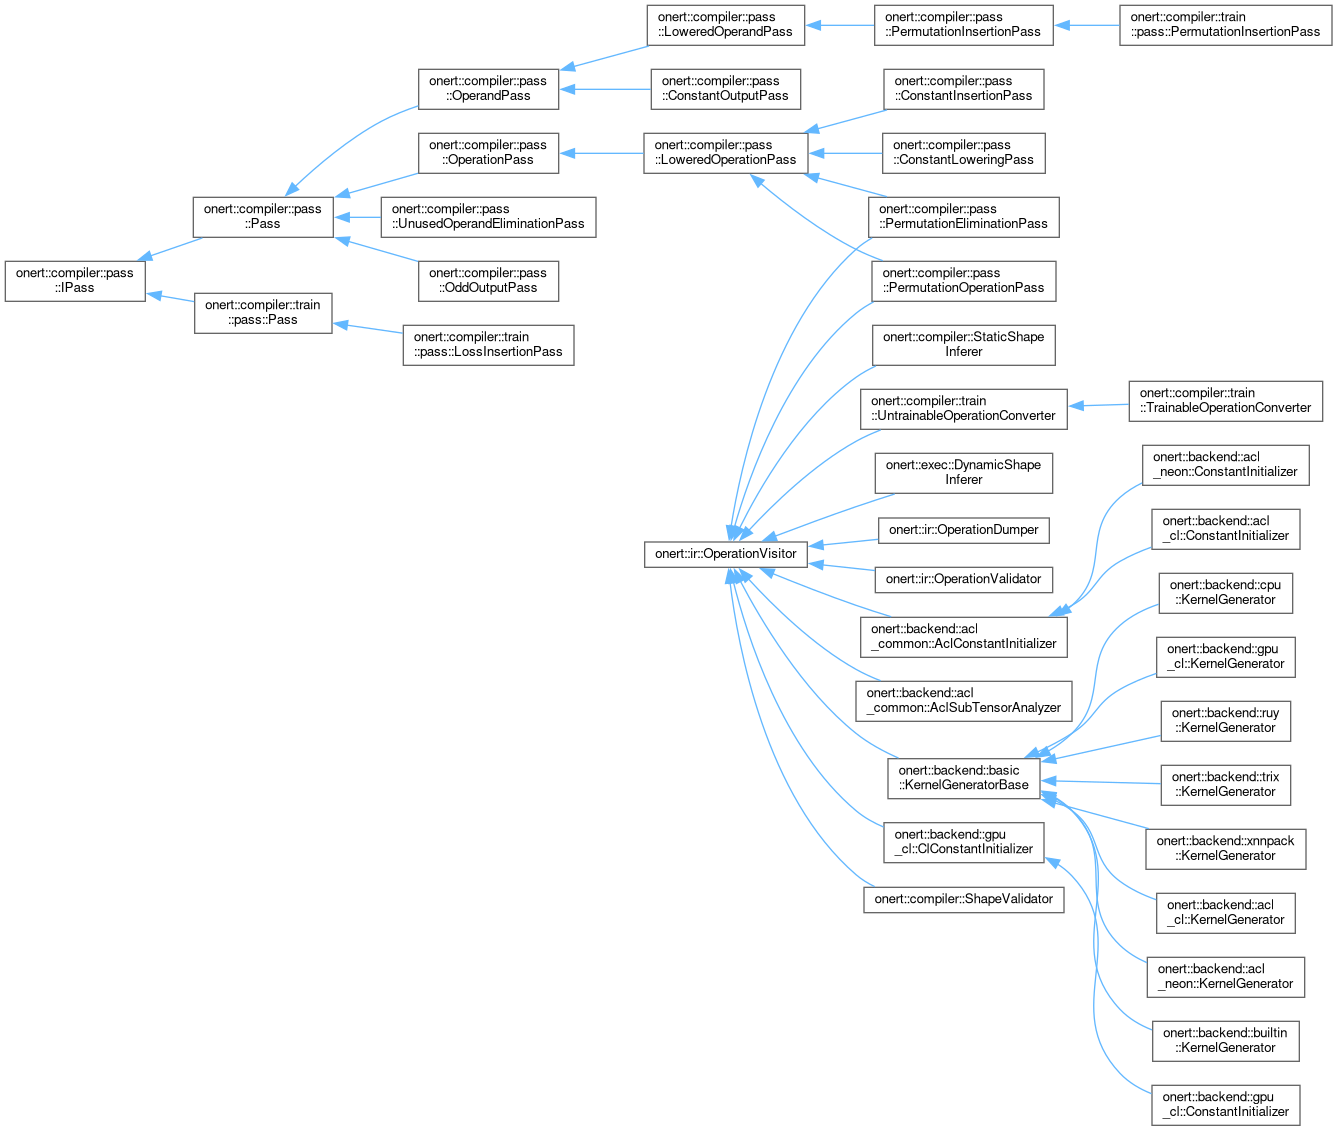 onert::compiler::pass
::LoweredOperandPass
onert::compiler::pass
::PermutationInsertionPass
onert::compiler::train
::pass::PermutationInsertionPass
onert::compiler::pass
::OperandPass
onert::compiler::pass
::ConstantOutputPass
onert::compiler::pass
::ConstantInsertionPass
onert::compiler::pass
::OperationPass
onert::compiler::pass
::LoweredOperationPass
onert::compiler::pass
::ConstantLoweringPass
onert::compiler::pass
::Pass
onert::compiler::pass
::UnusedOperandEliminationPass
onert::compiler::pass
::PermutationEliminationPass
onert::compiler::pass
::IPass
onert::compiler::pass
::OddOutputPass
onert::compiler::pass
::PermutationOperationPass
onert::compiler::train
::pass::Pass
onert::compiler::train
::pass::LossInsertionPass
onert::compiler::StaticShape
Inferer
onert::compiler::train
::UntrainableOperationConverter
onert::compiler::train
::TrainableOperationConverter
onert::exec::DynamicShape
Inferer
onert::backend::acl
_neon::ConstantInitializer
onert::ir::OperationDumper
onert::backend::acl
_cl::ConstantInitializer
onert::ir::OperationVisitor
onert::ir::OperationValidator
onert::backend::cpu
::KernelGenerator
onert::backend::acl
_common::AclConstantInitializer
onert::backend::gpu
_cl::KernelGenerator
onert::backend::acl
_common::AclSubTensorAnalyzer
onert::backend::ruy
::KernelGenerator
onert::backend::basic
::KernelGeneratorBase
onert::backend::trix
::KernelGenerator
onert::backend::gpu
_cl::ClConstantInitializer
onert::backend::xnnpack
::KernelGenerator
onert::compiler::ShapeValidator
onert::backend::acl
_cl::KernelGenerator
onert::backend::acl
_neon::KernelGenerator
onert::backend::builtin
::KernelGenerator
onert::backend::gpu
_cl::ConstantInitializer